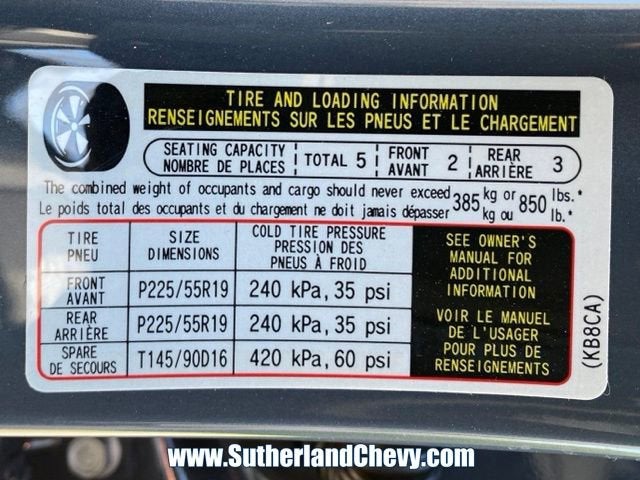 www.SutherlandChevy.com
TIRE AND LOADING INFORMATION
RENSEIGNEMENTS SUR LES PNEUS ET LE CHARGEMENT
SEATING CAPACITY
NOMBRE DE PLACES
TOTAL 5
FRONT
AVANT
2
REAR
ARRIÈRE
3
The combined weight of occupants and cargo should never exceed 385 kg or 850 lbs.*
Le poids total des occupants et du chargement ne doit jamais dépasser kg ou lb.*
TIRE
PNEU
SIZE
DIMENSIONS
COLD TIRE PRESSURE
PRESSION DES
PNEUS À FROID
FRONT
AVANT
P225/55R19
240 kPa, 35 psi
REAR
ARRIÈRE
P225/55R19
240 kPa, 35 psi
SPARE
DE SECOURS
T145/90D16
420 kPa, 60 psi
SEE OWNER'S
MANUAL FOR
ADDITIONAL
INFORMATION
VOIR LE MANUEL
DE L'USAGER
POUR PLUS DE
RENSEIGNEMENTS
(KB8CA)
www.SutherlandChevy.com